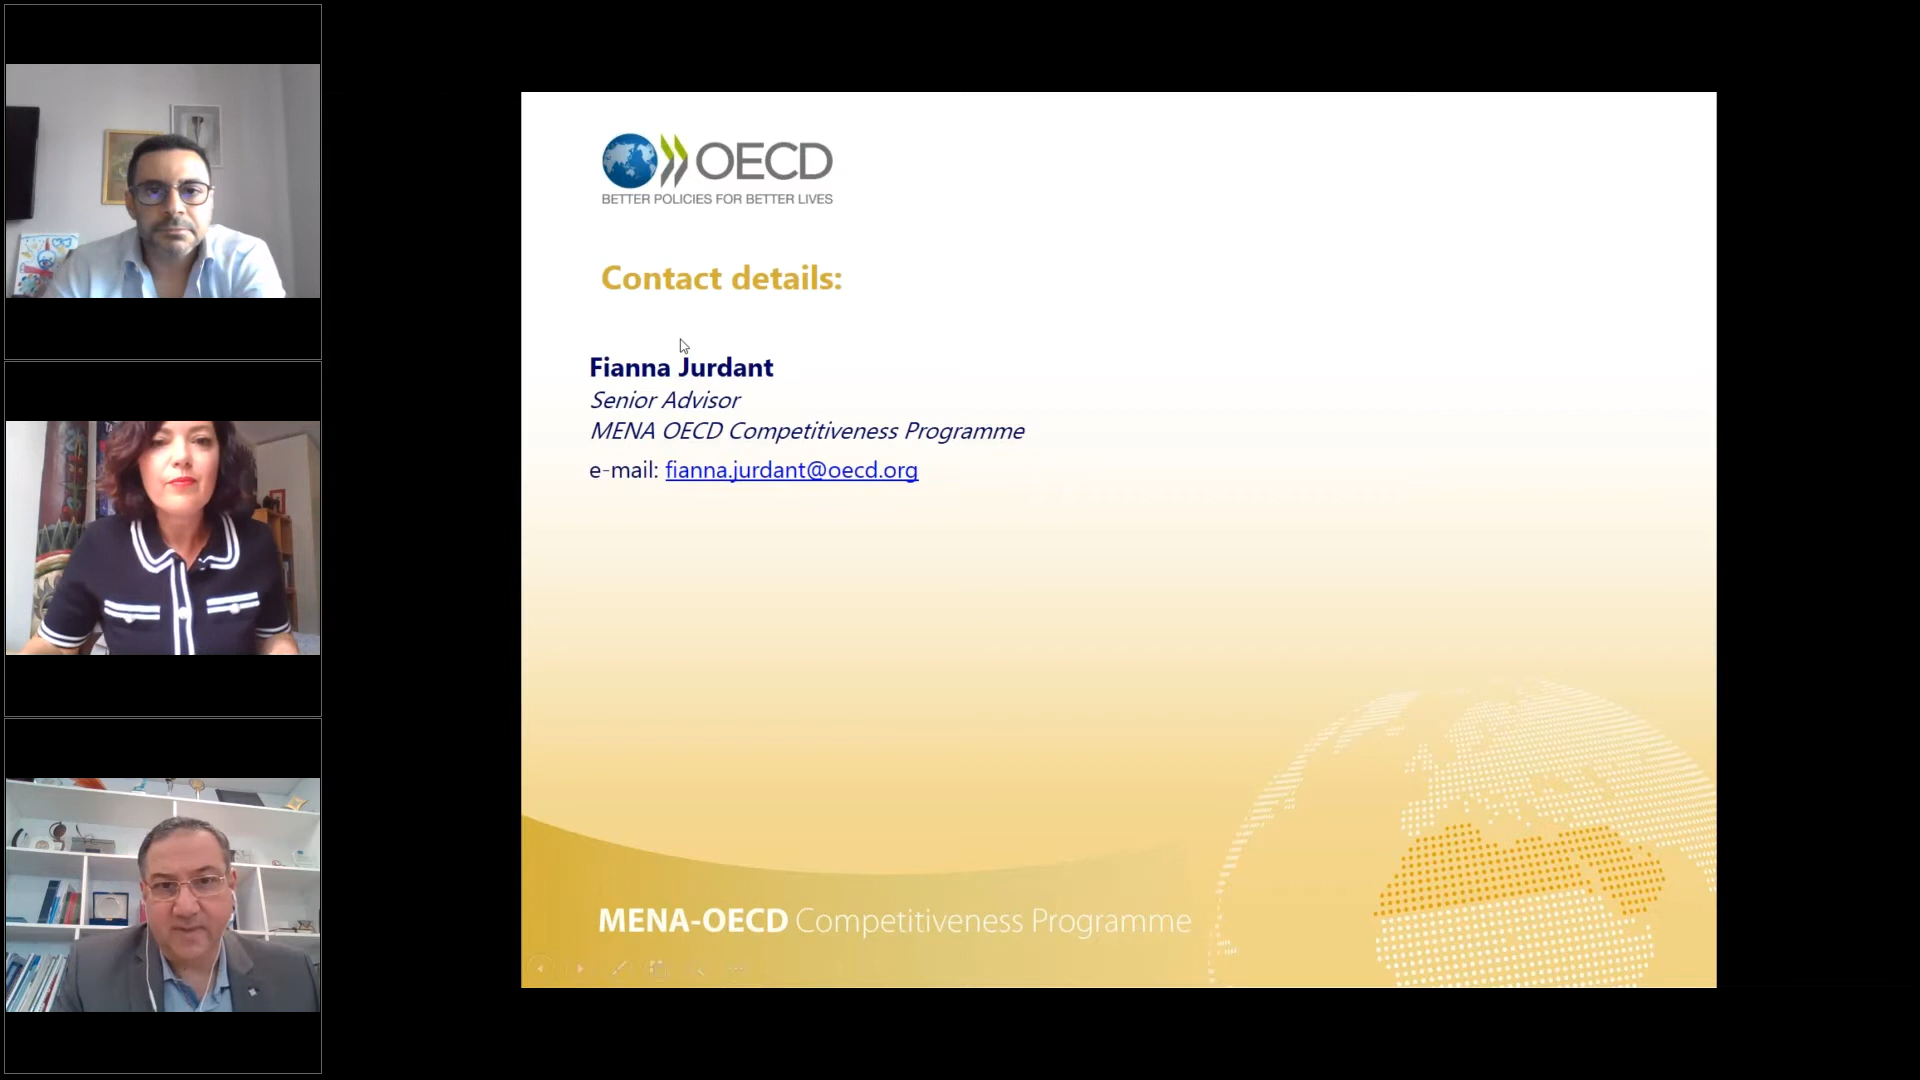 OECD
BETTER POLICIES FOR BETTER LIVES
Contact details:
Fianna Jurdant
Senior Advisor
MENA OECD Competitiveness Programme
e-mail: fianna.jurdant@oecd.org
MENA-OECD Competitiveness Programme